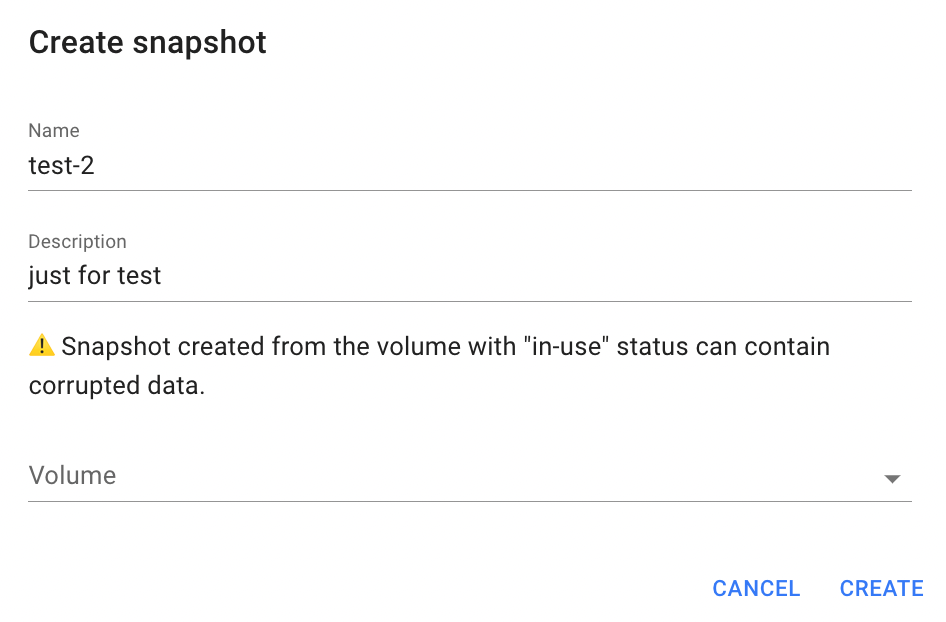 Create snapshot
Name
test-2
Description
just for test
⚠️ Snapshot created from the volume with "in-use" status can contain
corrupted data.
Volume
CANCEL CREATE